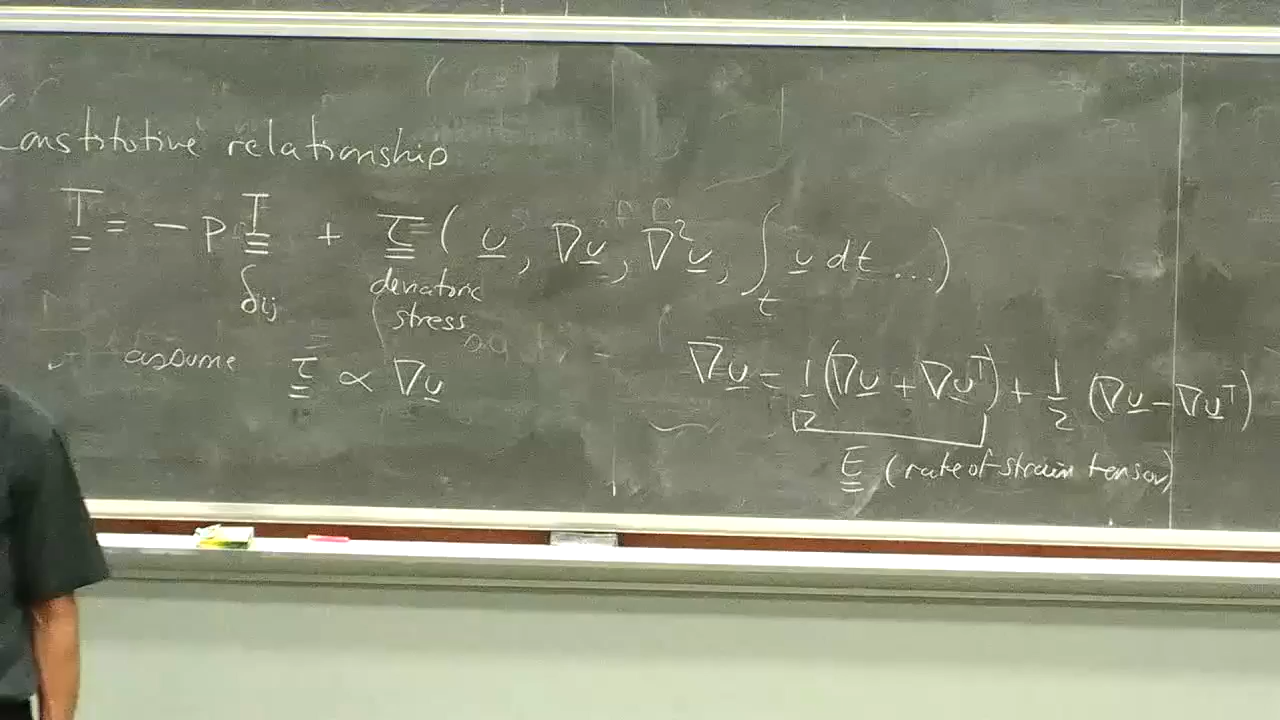 Constitutive relationship
T = - p I + τ ( u , ∇u , ∇²u , ∫ₜ u dt ... )
δij
deviatoric
stress
assume τ ∝ ∇u
∇u = 1/2 (∇u + ∇uᵀ) + 1/2 (∇u - ∇uᵀ)
E (rate of strain tensor)